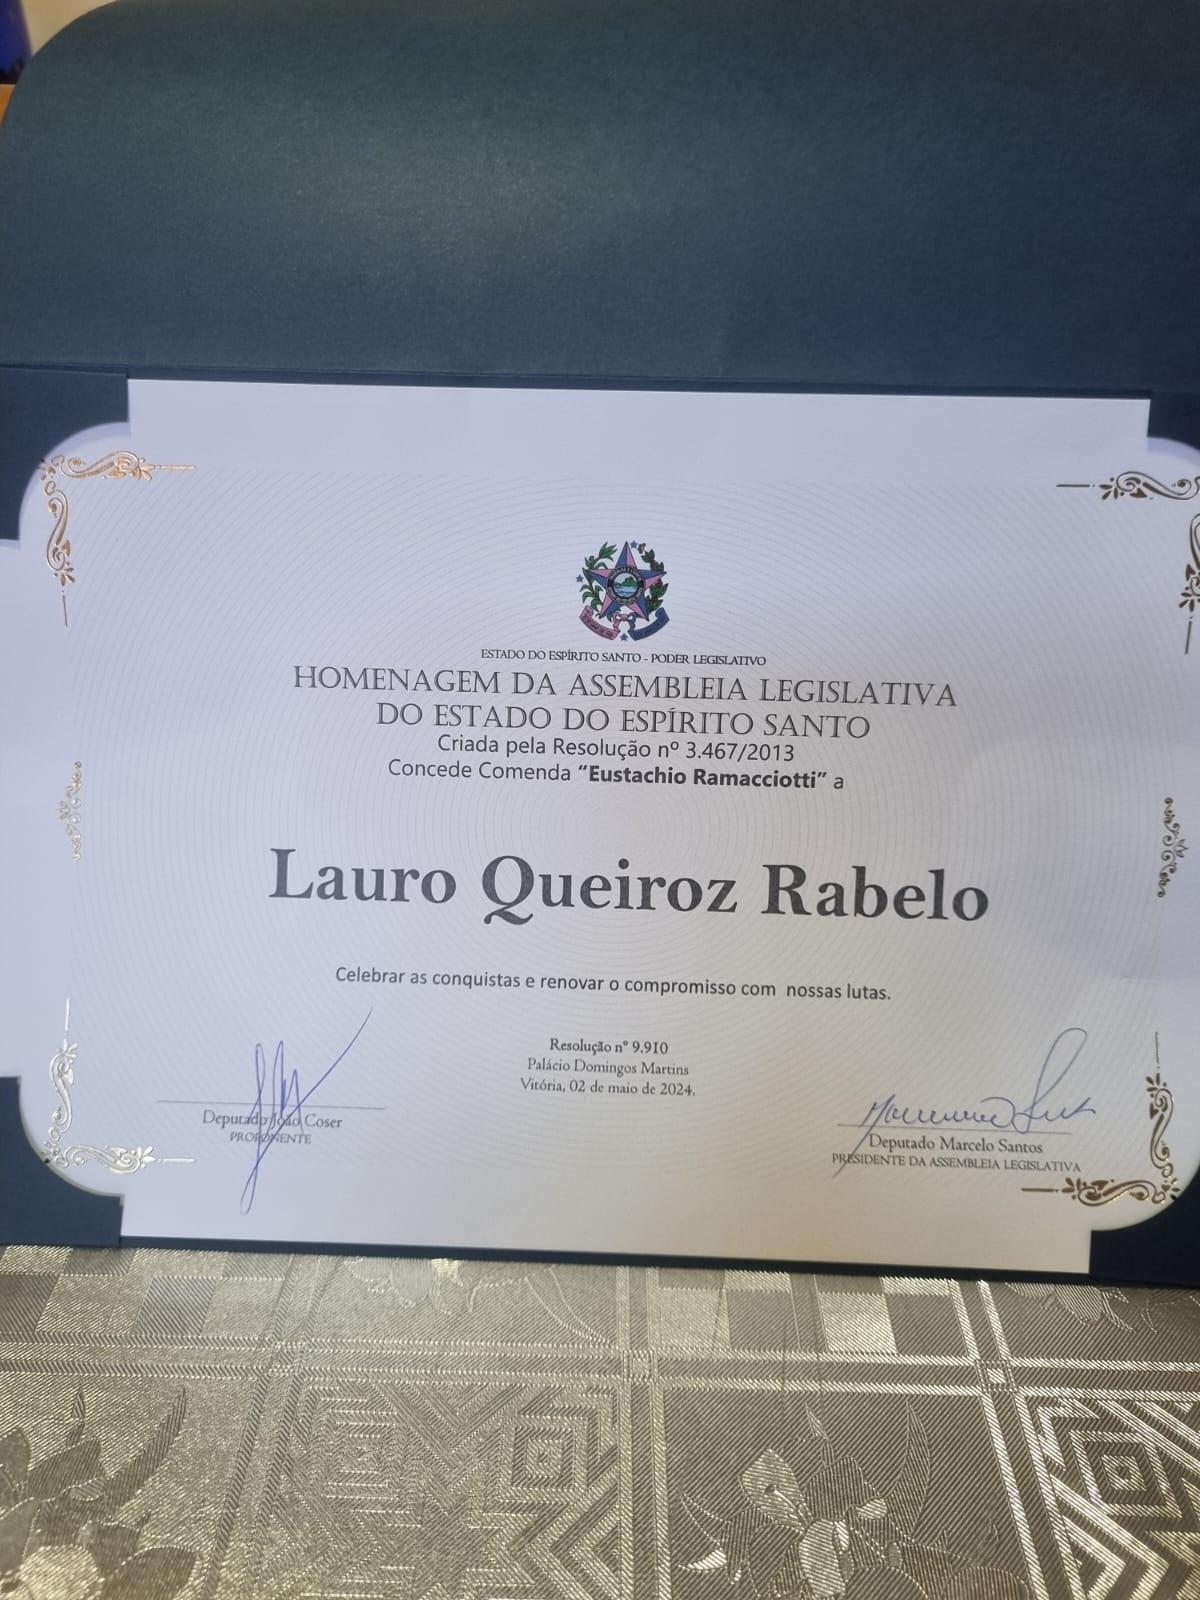 ESTADO DO ESPÍRITO SANTO - PODER LEGISLATIVO
HOMENAGEM DA ASSEMBLEIA LEGISLATIVA
DO ESTADO DO ESPÍRITO SANTO
Criada pela Resolução nº 3.467/2013
Concede Comenda “Eustachio Ramacciotti” a
Lauro Queiroz Rabelo
Celebrar as conquistas e renovar o compromisso com nossas lutas.
Resolução nº 9.910
Palácio Domingos Martins
Vitória, 02 de maio de 2024.
Deputado João Coser
PROPONENTE
Deputado Marcelo Santos
PRESIDENTE DA ASSEMBLEIA LEGISLATIVA